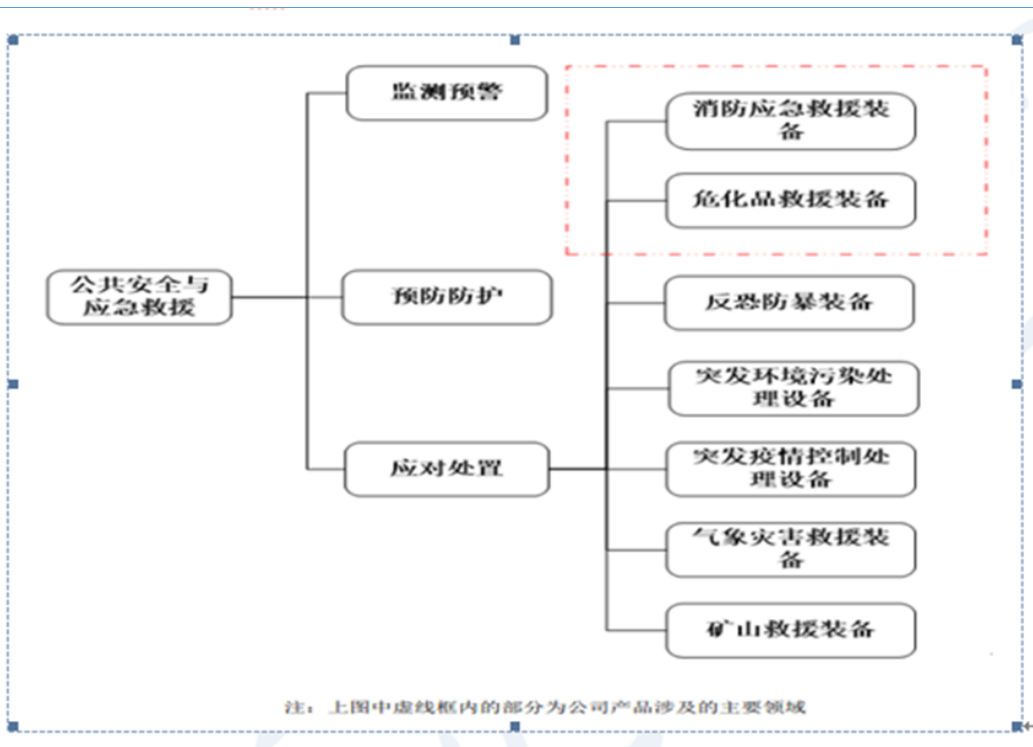 监测预警
消防应急救援装
备
危化品救援装备
公共安全与
应急救援
预防防护
反恐防暴装备
突发环境污染处
理设备
应对处置
突发疫情控制处
理设备
气象灾害救援装
备
矿山救援装备
注：上图中虚线框内的部分为公司产品涉及的主要领域